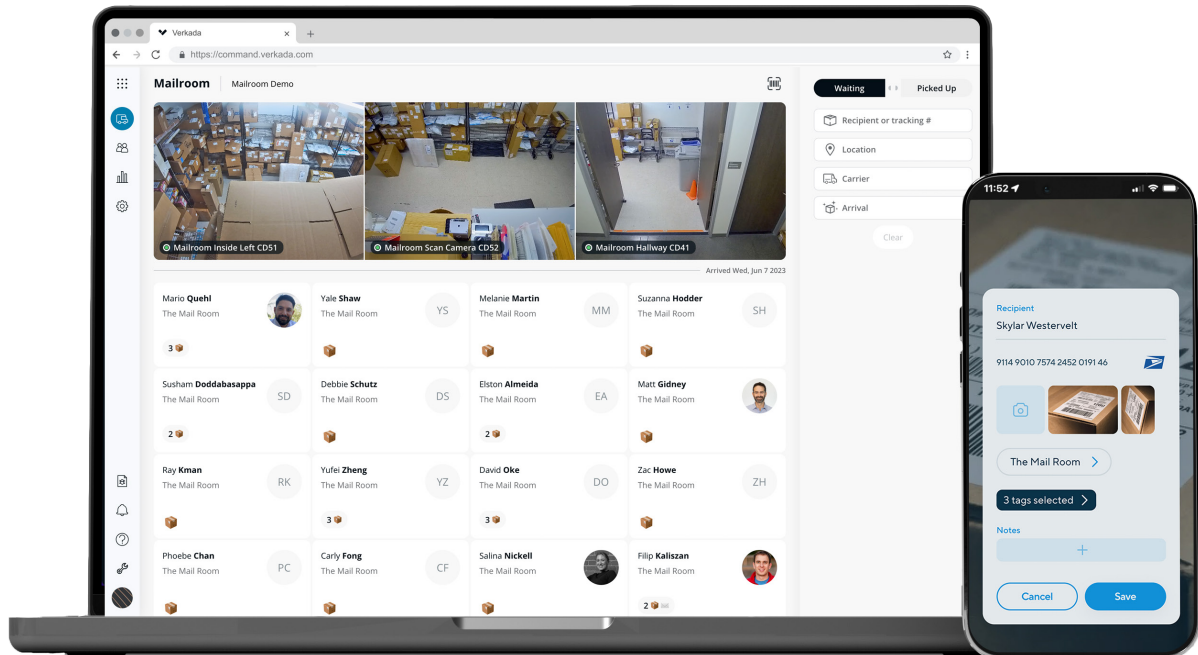 Verkada
https://command.verkada.com
Mailroom
Mailroom Demo
Mailroom Inside Left CD51
Mailroom Scan Camera CD52
Mailroom Hallway CD41
Arrived Wed, Jun 7 2023
Mario Quehl
The Mail Room
3
Yale Shaw
The Mail Room
YS
Melanie Martin
The Mail Room
MM
Suzanna Hodder
The Mail Room
SH
Susham Doddabasappa
The Mail Room
SD
2
Debbie Schutz
The Mail Room
DS
Elston Almeida
The Mail Room
EA
2
Matt Gidney
The Mail Room
Ray Kman
The Mail Room
RK
Yufei Zheng
The Mail Room
YZ
3
David Oke
The Mail Room
DO
3
Zac Howe
The Mail Room
ZH
Phoebe Chan
The Mail Room
PC
Carly Fong
The Mail Room
CF
Salina Nickell
The Mail Room
Filip Kaliszan
The Mail Room
2
Waiting
Picked Up
Recipient or tracking #
Location
Carrier
Arrival
Clear
11:52
Recipient
Skylar Westervelt
9114 9010 7574 2452 0191 46
The Mail Room
3 tags selected
Notes
Cancel
Save